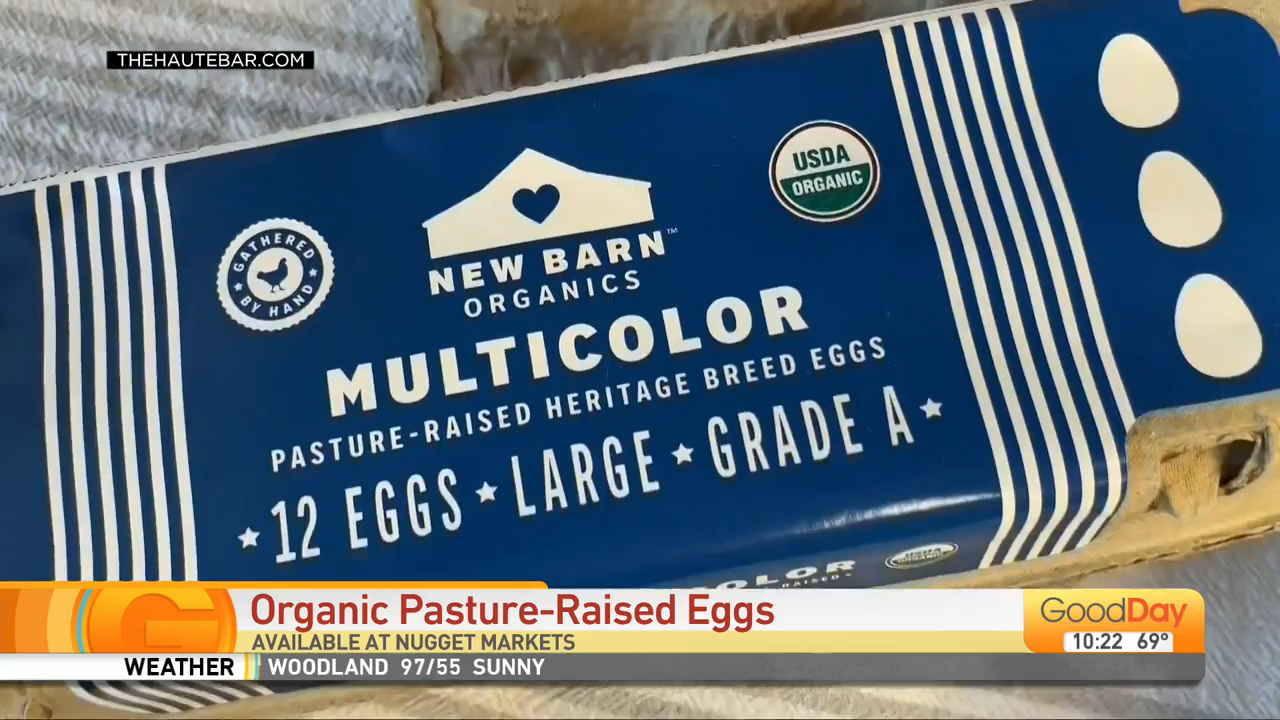 THEHAUTEBAR.COM
GATHERED
BY HAND
USDA
ORGANIC
NEW BARN™
ORGANICS
MULTICOLOR
PASTURE-RAISED HERITAGE BREED EGGS
12 EGGS ★ LARGE ★ GRADE A
Organic Pasture-Raised Eggs
AVAILABLE AT NUGGET MARKETS
GoodDay
10:22 69°
WEATHER WOODLAND 97/55 SUNNY